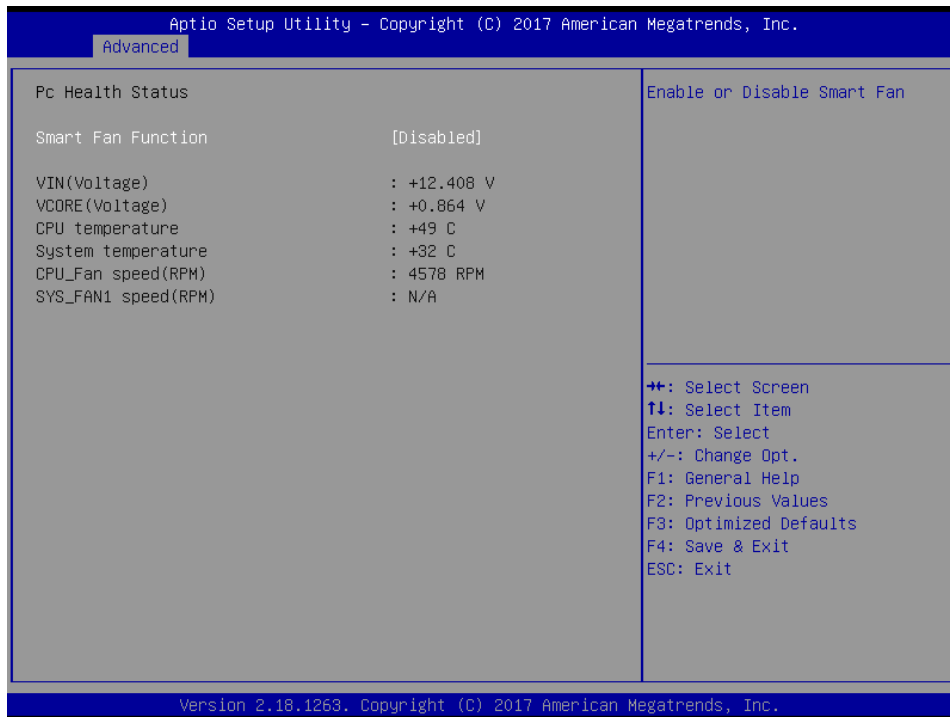 Aptio Setup Utility – Copyright (C) 2017 American Megatrends, Inc.
Advanced
Pc Health Status
Smart Fan Function [Disabled]
VIN(Voltage) : +12.408 V
VCORE(Voltage) : +0.864 V
CPU temperature : +49 C
System temperature : +32 C
CPU_Fan speed(RPM) : 4578 RPM
SYS_FAN1 speed(RPM) : N/A
Enable or Disable Smart Fan
→←: Select Screen
↑↓: Select Item
Enter: Select
+/-: Change Opt.
F1: General Help
F2: Previous Values
F3: Optimized Defaults
F4: Save & Exit
ESC: Exit
Version 2.18.1263. Copyright (C) 2017 American Megatrends, Inc.